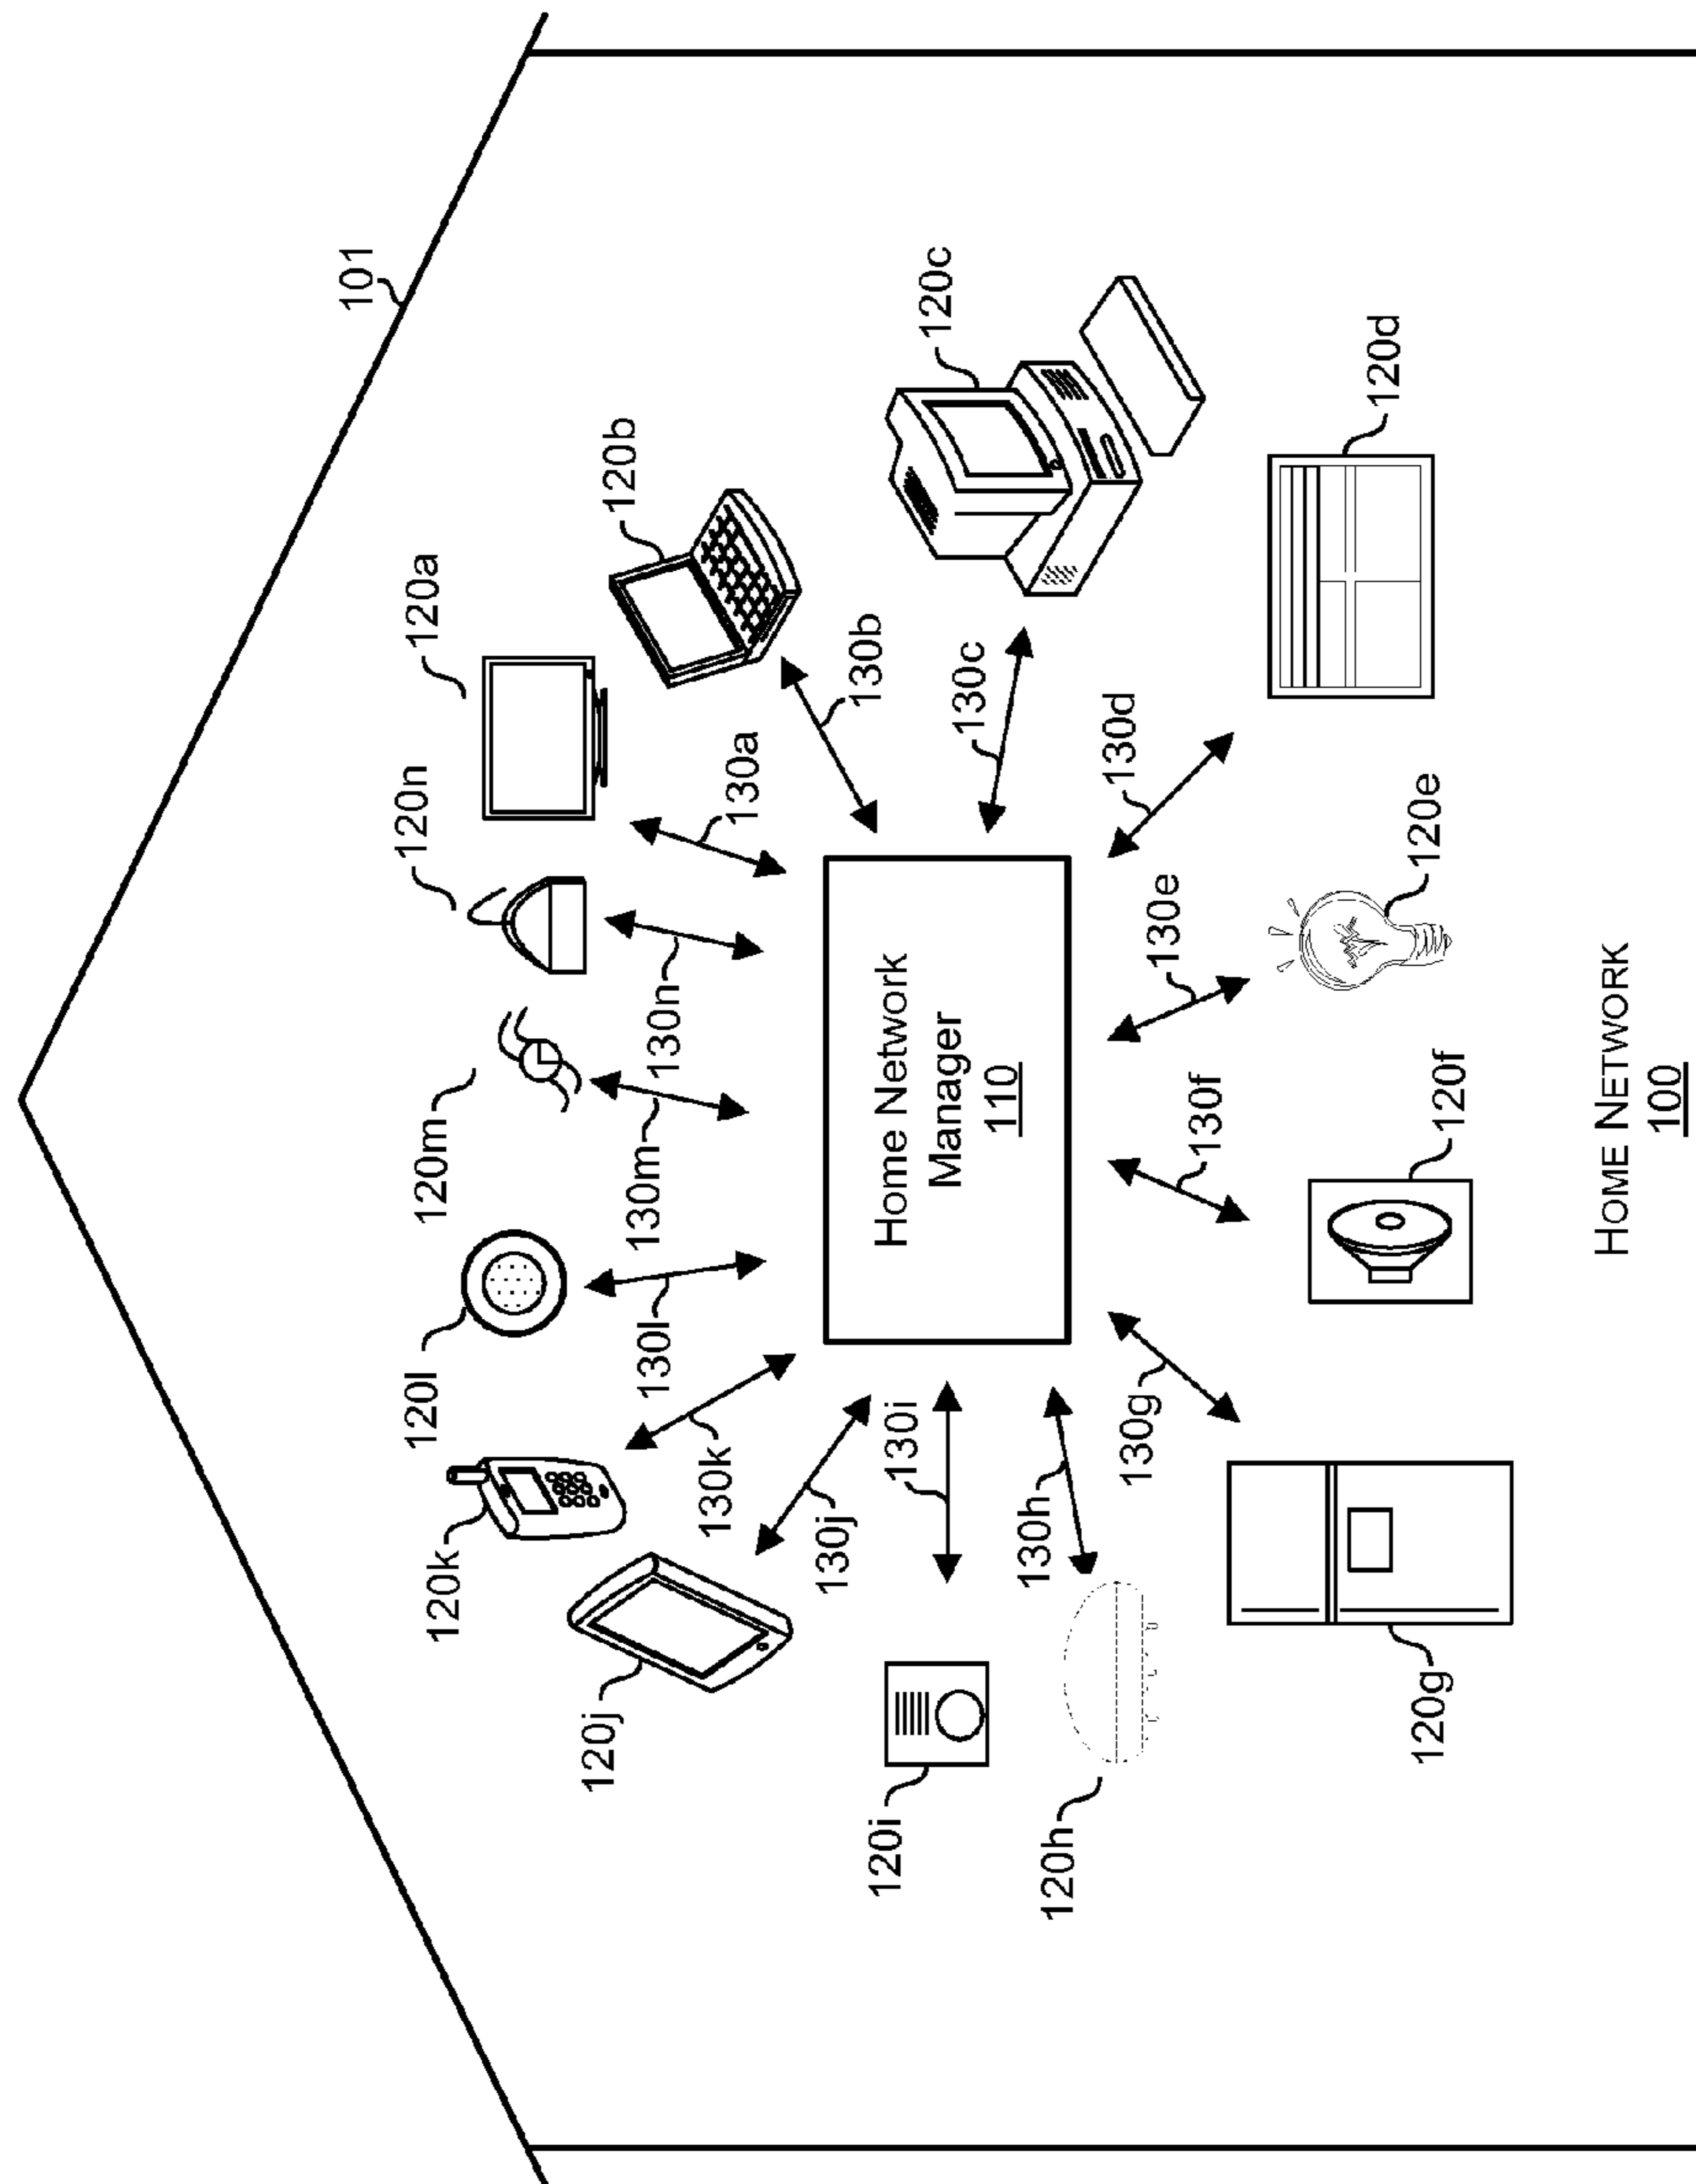 101
120m
120n
120a
120l
120k
120b
120j
130m
130n
130a
130l
130k
130b
130j
120c
120i
130i
Home Network
Manager
110
130c
120h
130h
130d
130g
130f
130e
120d
120g
120f
120e
HOME NETWORK
100